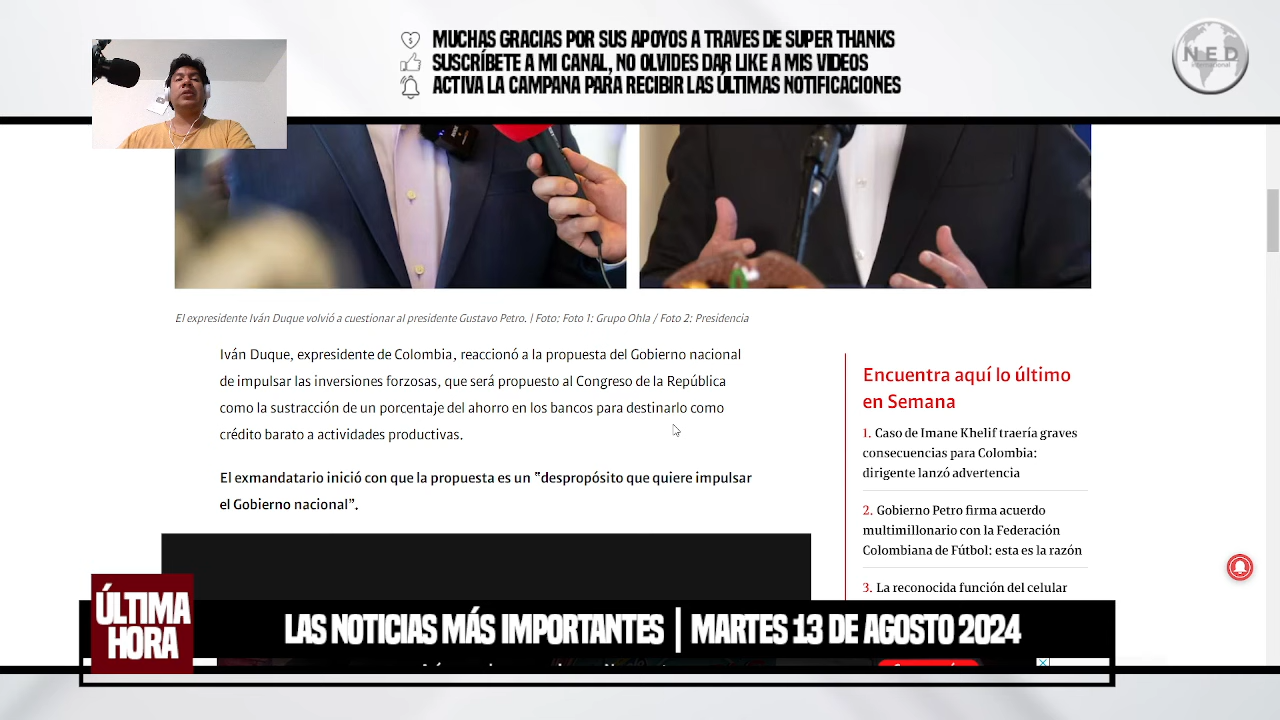 MUCHAS GRACIAS POR SUS APOYOS A TRAVES DE SUPER THANKS
SUSCRÍBETE A MI CANAL, NO OLVIDES DAR LIKE A MIS VIDEOS
ACTIVA LA CAMPANA PARA RECIBIR LAS ÚLTIMAS NOTIFICACIONES
N.E.D
international
El expresidente Iván Duque volvió a cuestionar al presidente Gustavo Petro. | Foto: Foto 1: Grupo Ohla / Foto 2: Presidencia
Iván Duque, expresidente de Colombia, reaccionó a la propuesta del Gobierno nacional
de impulsar las inversiones forzosas, que será propuesto al Congreso de la República
como la sustracción de un porcentaje del ahorro en los bancos para destinarlo como
crédito barato a actividades productivas.
El exmandatario inició con que la propuesta es un “despropósito que quiere impulsar
el Gobierno nacional”.
Encuentra aquí lo último
en Semana
1. Caso de Imane Khelif traería graves
consecuencias para Colombia:
dirigente lanzó advertencia
2. Gobierno Petro firma acuerdo
multimillonario con la Federación
Colombiana de Fútbol: esta es la razón
3. La reconocida función del celular
ÚLTIMA
HORA
LAS NOTICIAS MÁS IMPORTANTES | MARTES 13 DE AGOSTO 2024